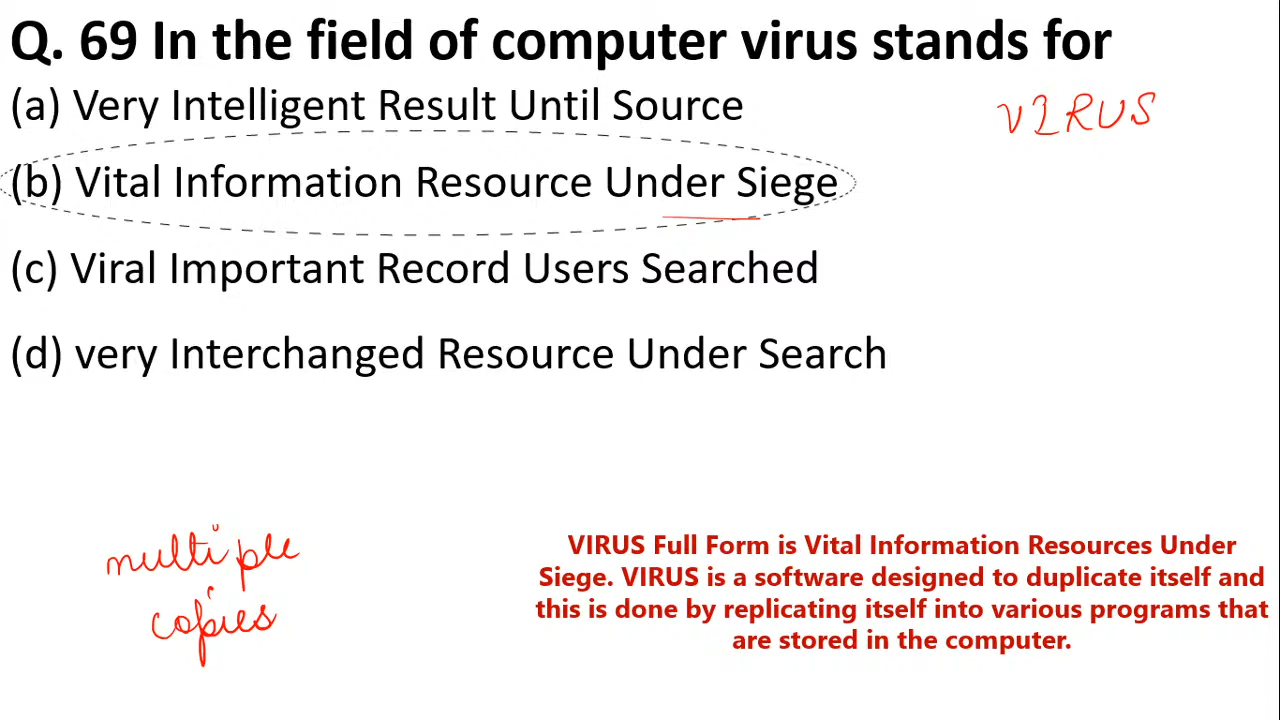 Q. 69 In the field of computer virus stands for
(a) Very Intelligent Result Until Source
VIRUS
(b) Vital Information Resource Under Siege
(c) Viral Important Record Users Searched
(d) very Interchanged Resource Under Search
multiple
copies
VIRUS Full Form is Vital Information Resources Under
Siege. VIRUS is a software designed to duplicate itself and
this is done by replicating itself into various programs that
are stored in the computer.